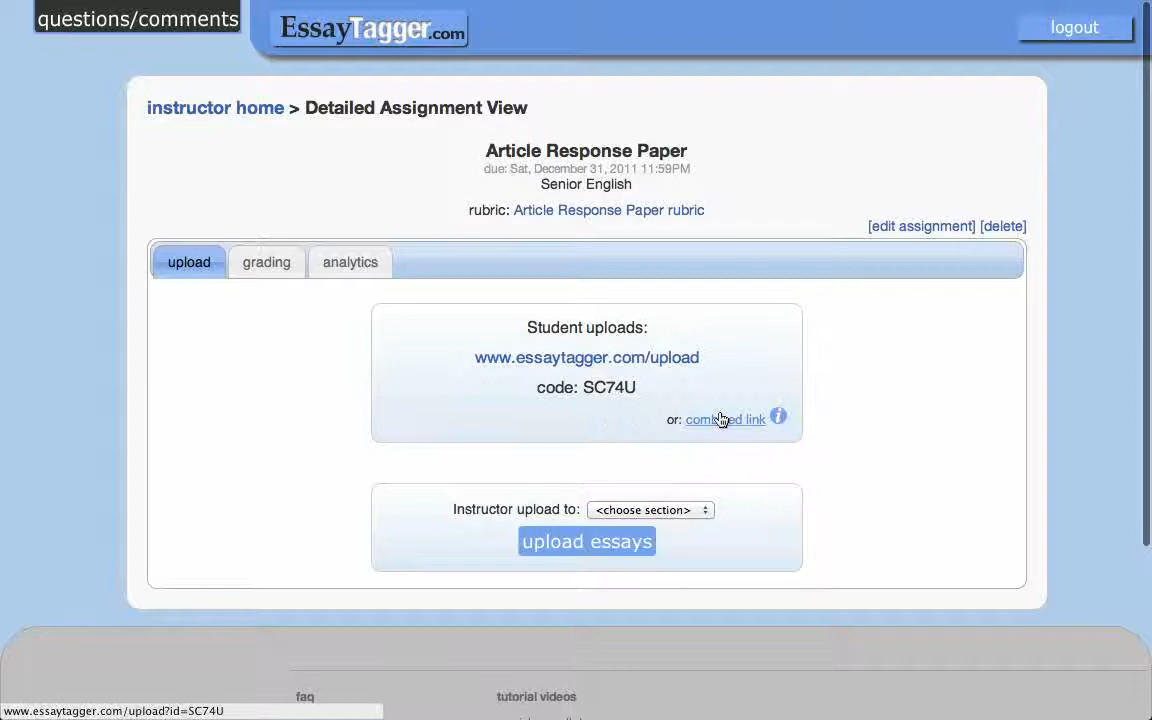 questions/comments
EssayTagger.com
logout
instructor home > Detailed Assignment View
Article Response Paper
due: Sat, December 31, 2011 11:59PM
Senior English
rubric: Article Response Paper rubric
[edit assignment] [delete]
upload grading analytics
Student uploads:
www.essaytagger.com/upload
code: SC74U
or: combined link i
Instructor upload to: <choose section>
upload essays
faq tutorial videos
www.essaytagger.com/upload?id=SC74U